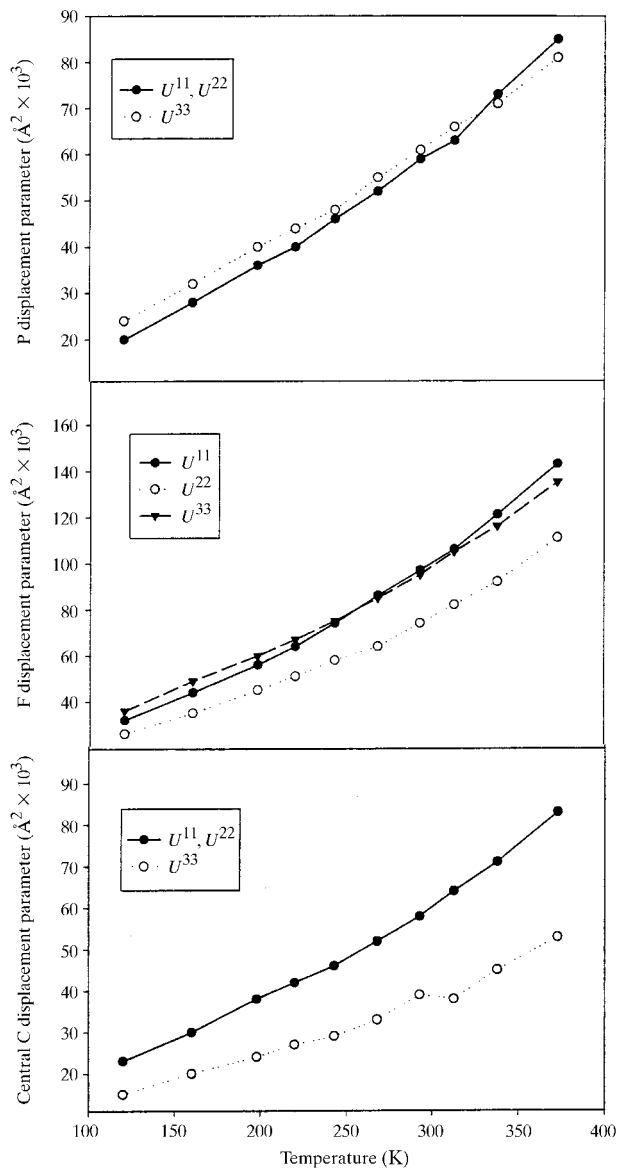 P displacement parameter (Å² × 10³)
90
80
70
60
50
40
30
20
U¹¹, U²²
U³³
F displacement parameter (Å² × 10³)
160
140
120
100
80
60
40
U¹¹
U²²
U³³
Central C displacement parameter (Å² × 10³)
90
80
70
60
50
40
30
20
U¹¹, U²²
U³³
100 150 200 250 300 350 400
Temperature (K)